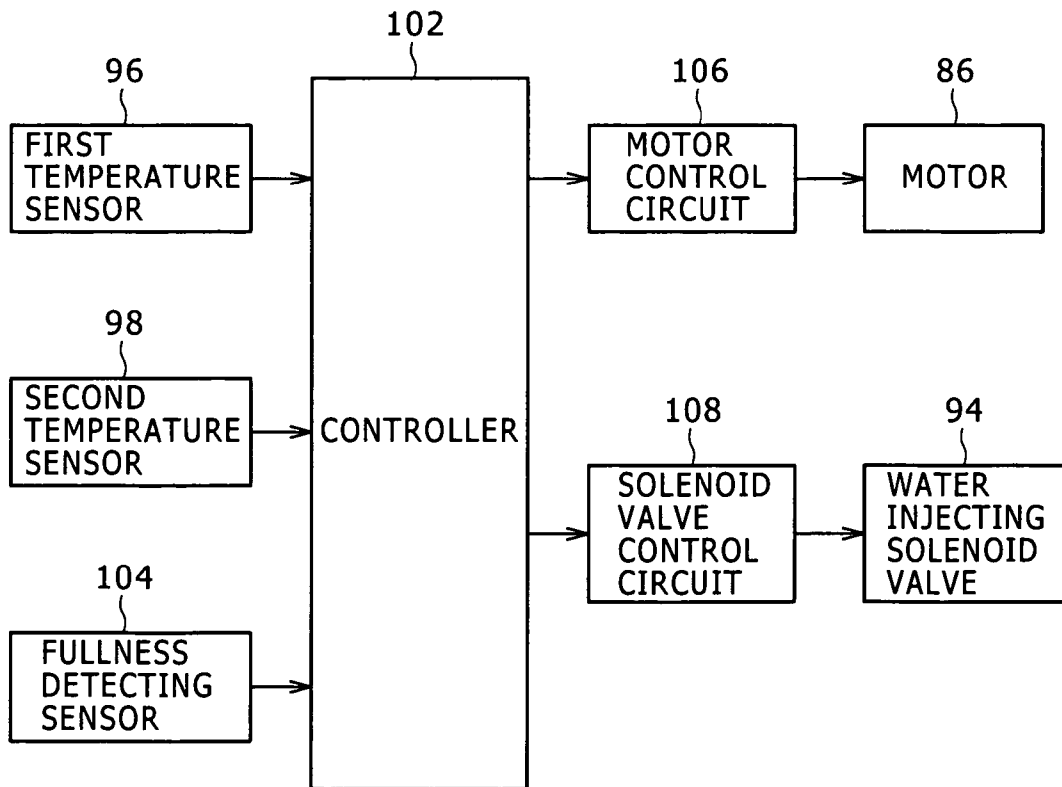 102
96
106
86
FIRST
TEMPERATURE
SENSOR
MOTOR
CONTROL
CIRCUIT
MOTOR
98
SECOND
TEMPERATURE
SENSOR
CONTROLLER
108
94
SOLENOID
VALVE
CONTROL
CIRCUIT
WATER
INJECTING
SOLENOID
VALVE
104
FULLNESS
DETECTING
SENSOR